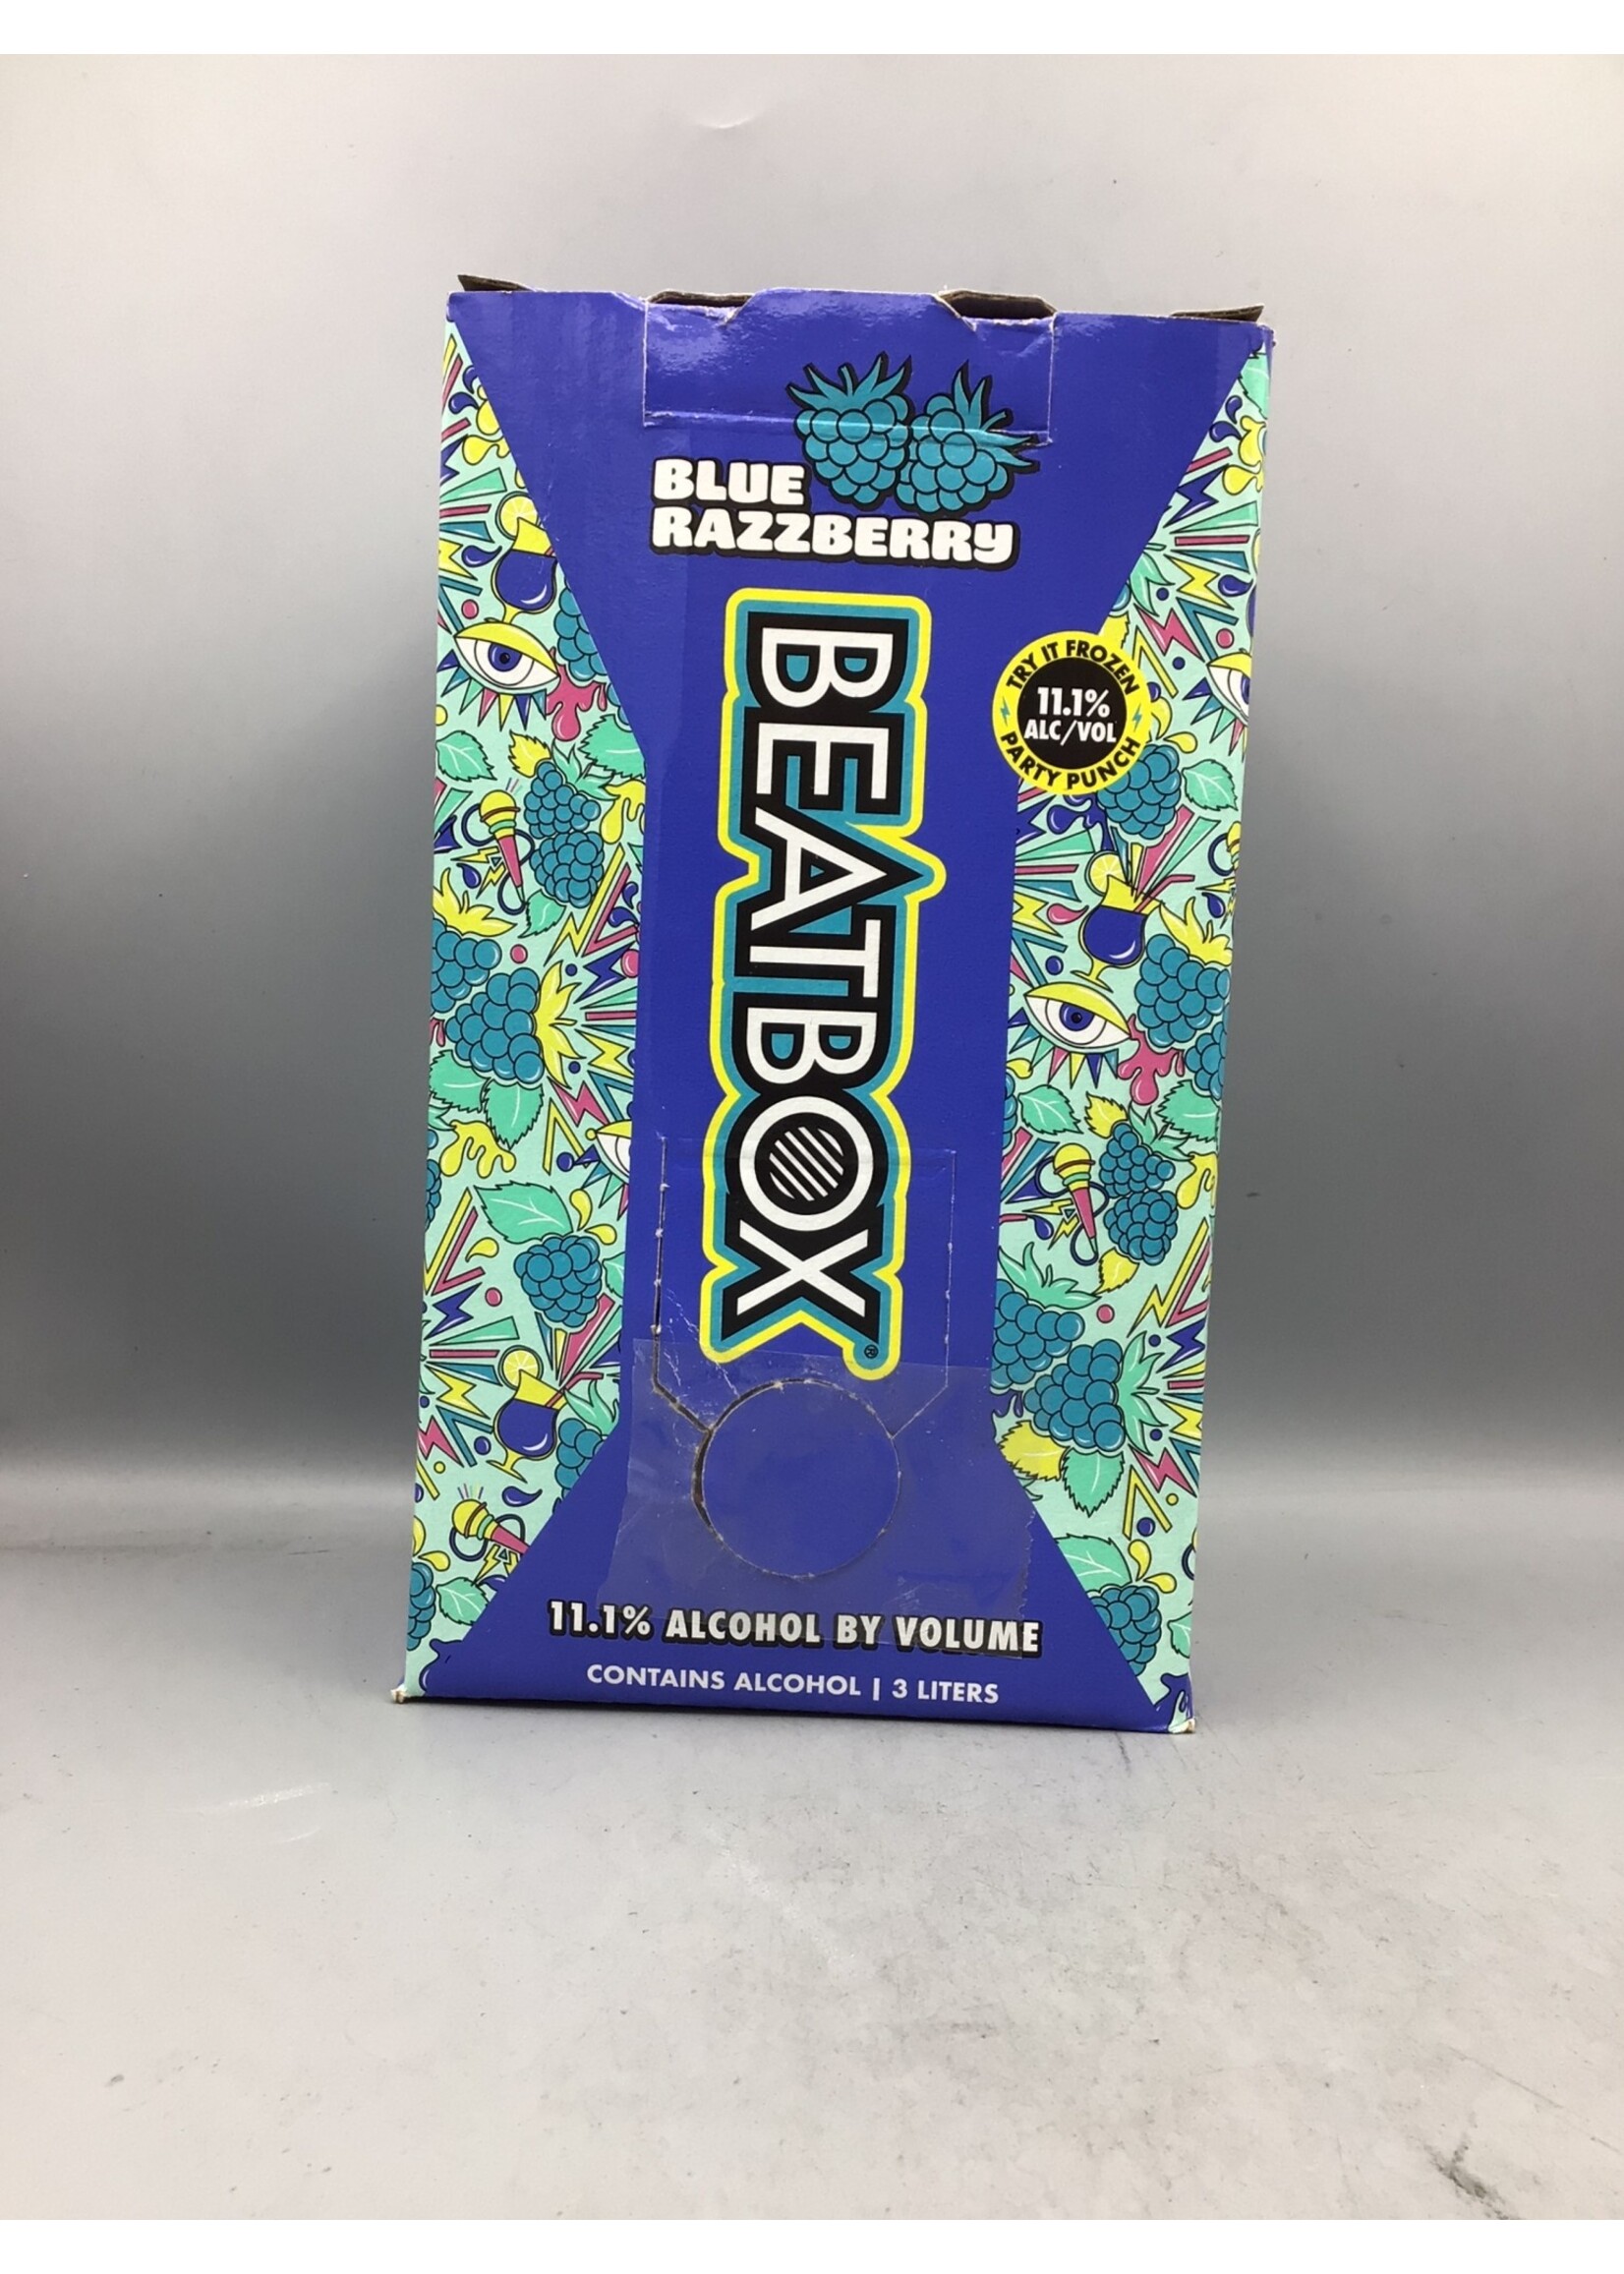 BLUE
RAZZBERRY
BEATBOX®
TRY IT FROZEN
11.1%
ALC/VOL
PARTY PUNCH
11.1% ALCOHOL BY VOLUME
CONTAINS ALCOHOL | 3 LITERS